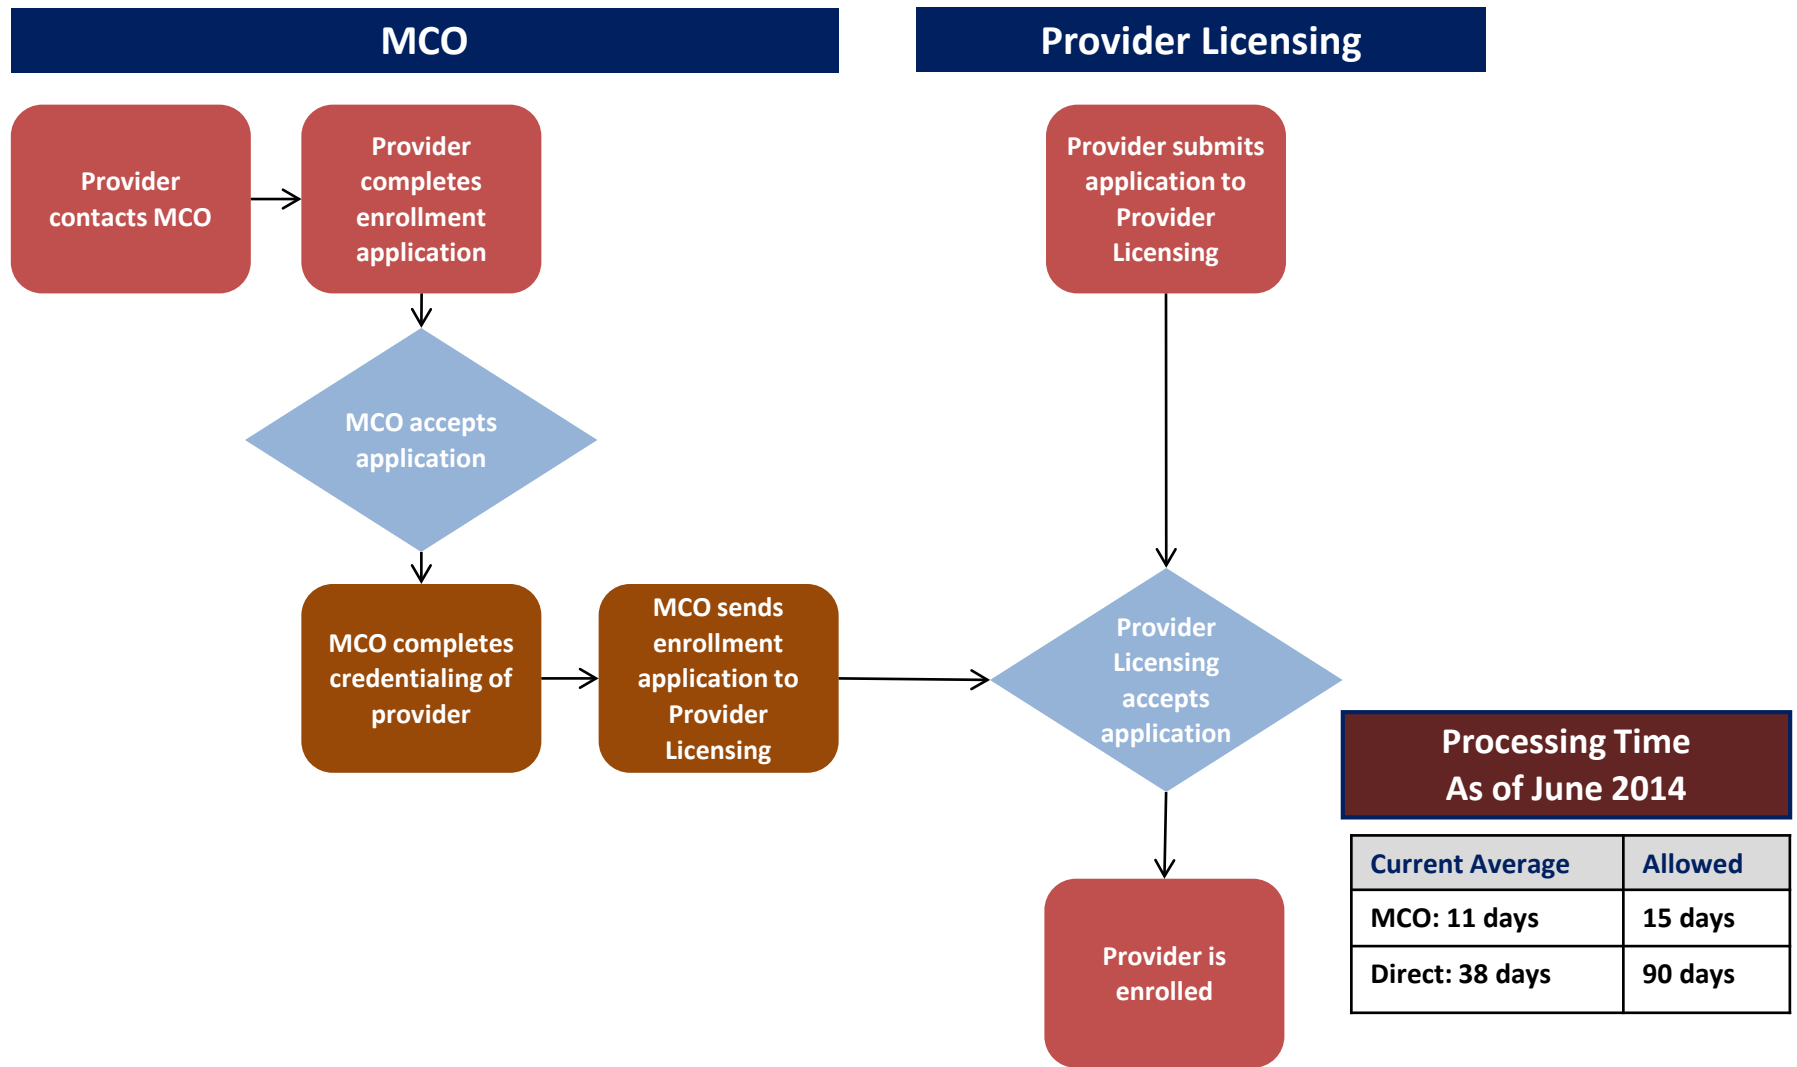 MCO
Provider Licensing
Provider
contacts MCO
Provider
completes
enrollment
application
Provider submits
application to
Provider
Licensing
MCO accepts
application
MCO completes
credentialing of
provider
MCO sends
enrollment
application to
Provider
Licensing
Provider
Licensing
accepts
application
Provider is
enrolled
Processing Time
As of June 2014
Current Average Allowed
MCO: 11 days 15 days
Direct: 38 days 90 days